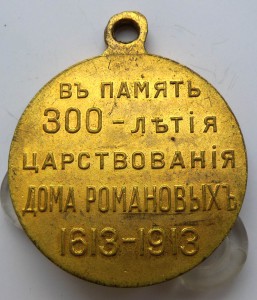 ВЪ ПАМЯТЬ
300-ЛѢТІЯ
ЦАРСТВОВАНІЯ
ДОМА РОМАНОВЫХЪ
1613-1913